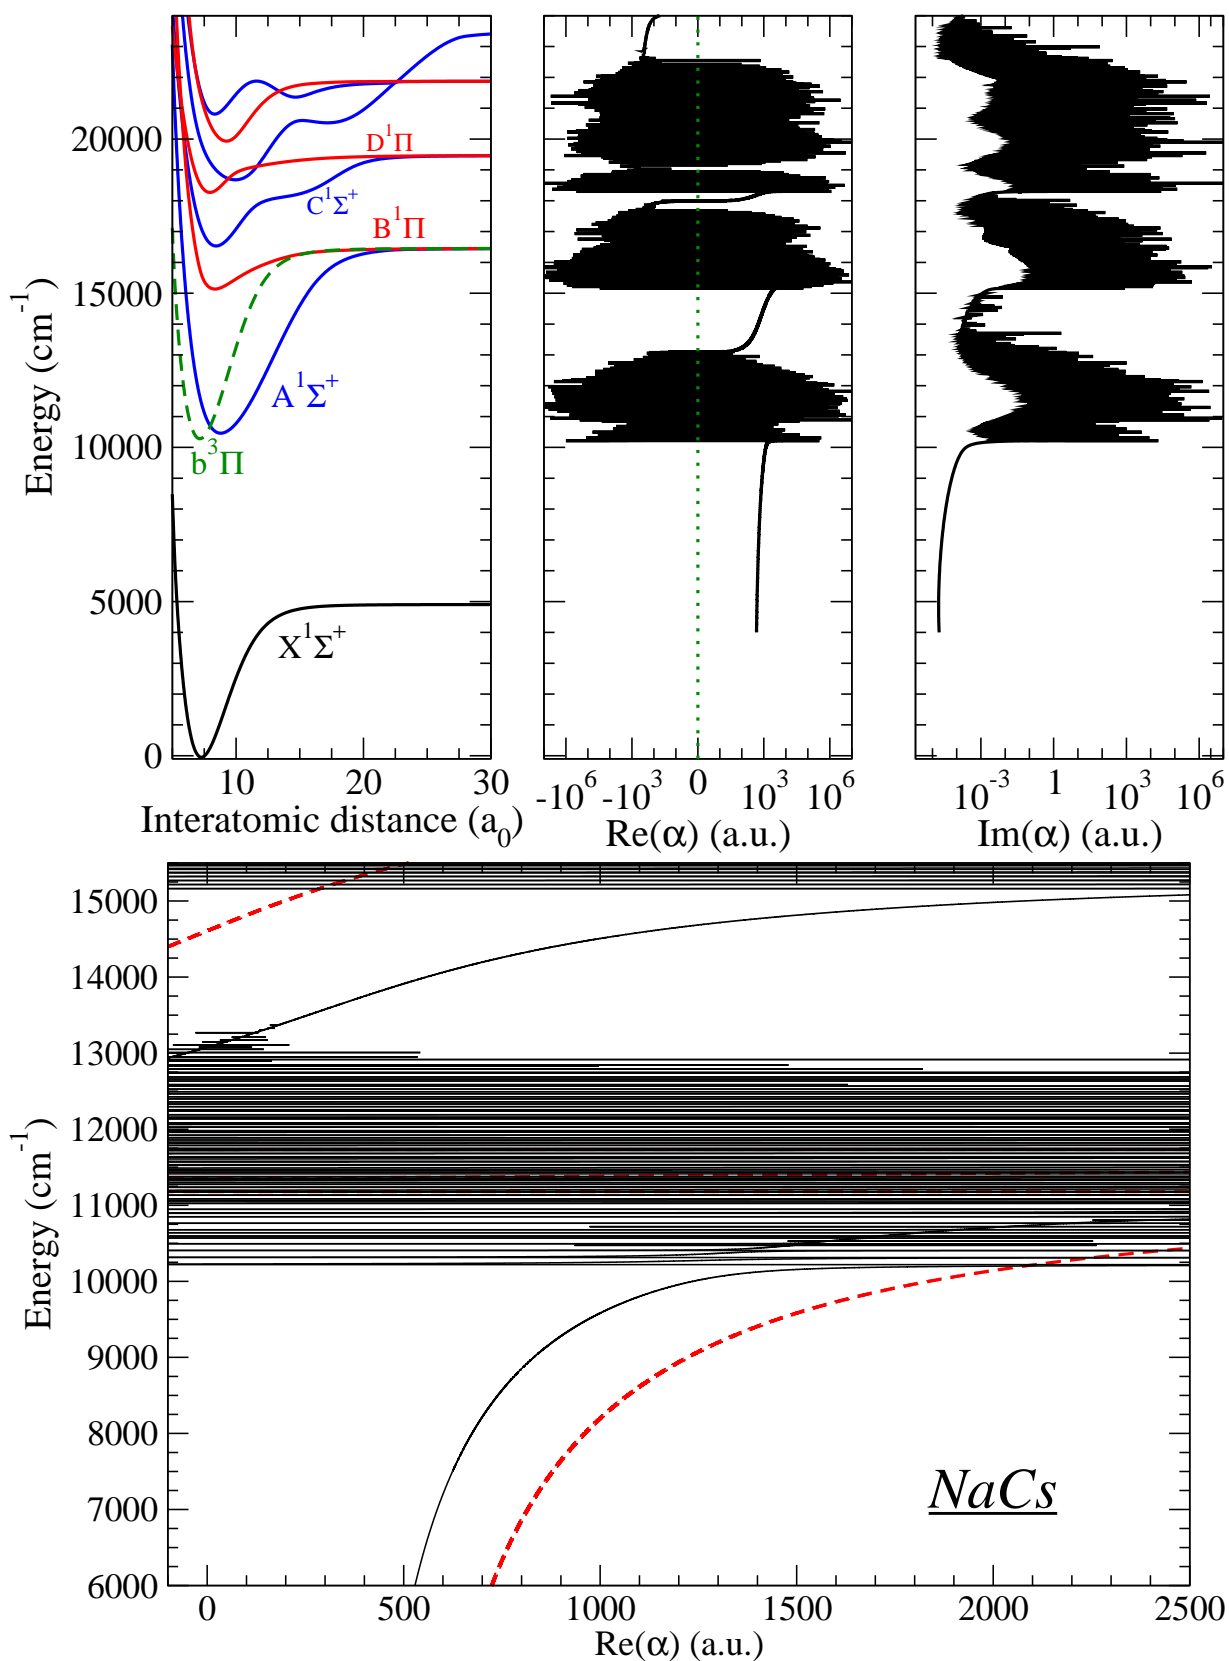 Energy (cm⁻¹)
20000
15000
10000
5000
0
D¹Π
C¹Σ⁺
B¹Π
A¹Σ⁺
b³Π
X¹Σ⁺
10 20 30
Interatomic distance (a₀)
-10⁶ -10³ 0 10³ 10⁶
Re(α) (a.u.)
10⁻³ 1 10³ 10⁶
Im(α) (a.u.)
Energy (cm⁻¹)
15000
14000
13000
12000
11000
10000
9000
8000
7000
6000
NaCs
0 500 1000 1500 2000 2500
Re(α) (a.u.)